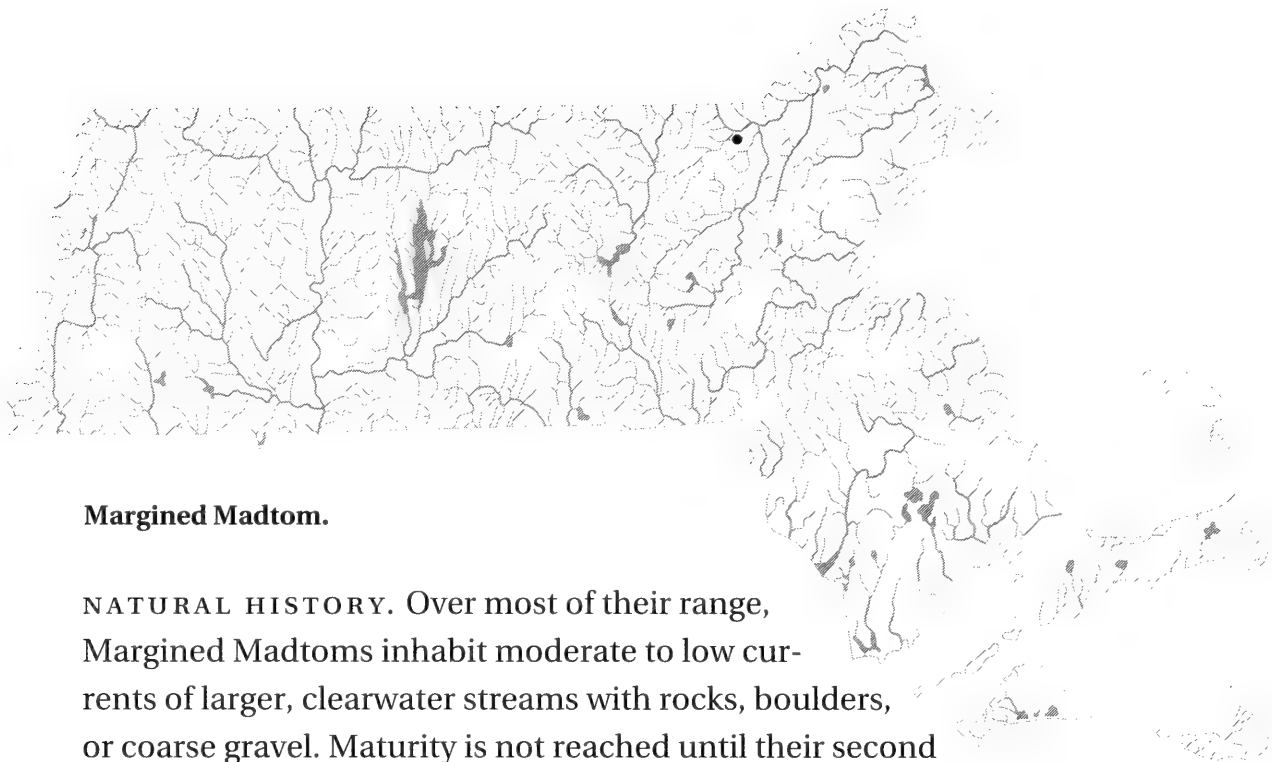 Margined Madtom.
NATURAL HISTORY. Over most of their range,
Margined Madtoms inhabit moderate to low cur-
rents of larger, clearwater streams with rocks, boulders,
or coarse gravel. Maturity is not reached until their second